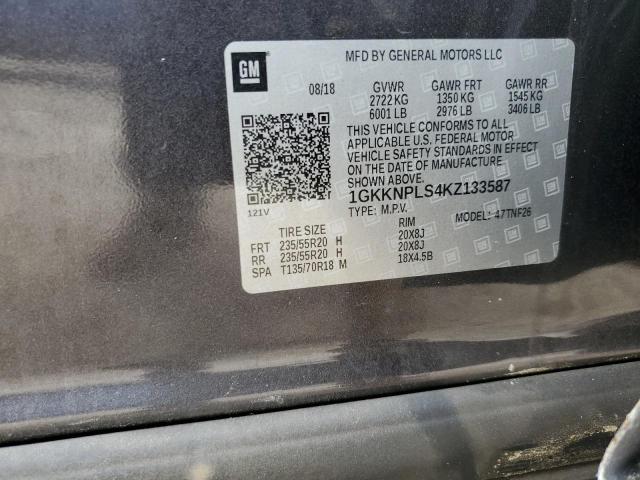 GM
MFD BY GENERAL MOTORS LLC
08/18 GVWR GAWR FRT GAWR RR
2722 KG 1350 KG 1545 KG
6001 LB 2976 LB 3406 LB
THIS VEHICLE CONFORMS TO ALL
APPLICABLE U.S. FEDERAL MOTOR
VEHICLE SAFETY STANDARDS IN EFFECT
ON THE DATE OF MANUFACTURE
SHOWN ABOVE.
1GKKNPLS4KZ133587
121V TYPE: M.P.V. MODEL: 47TNF26
TIRE SIZE RIM
FRT 235/55R20 H 20X8J
RR 235/55R20 H 20X8J
SPA T135/70R18 M 18X4.5B